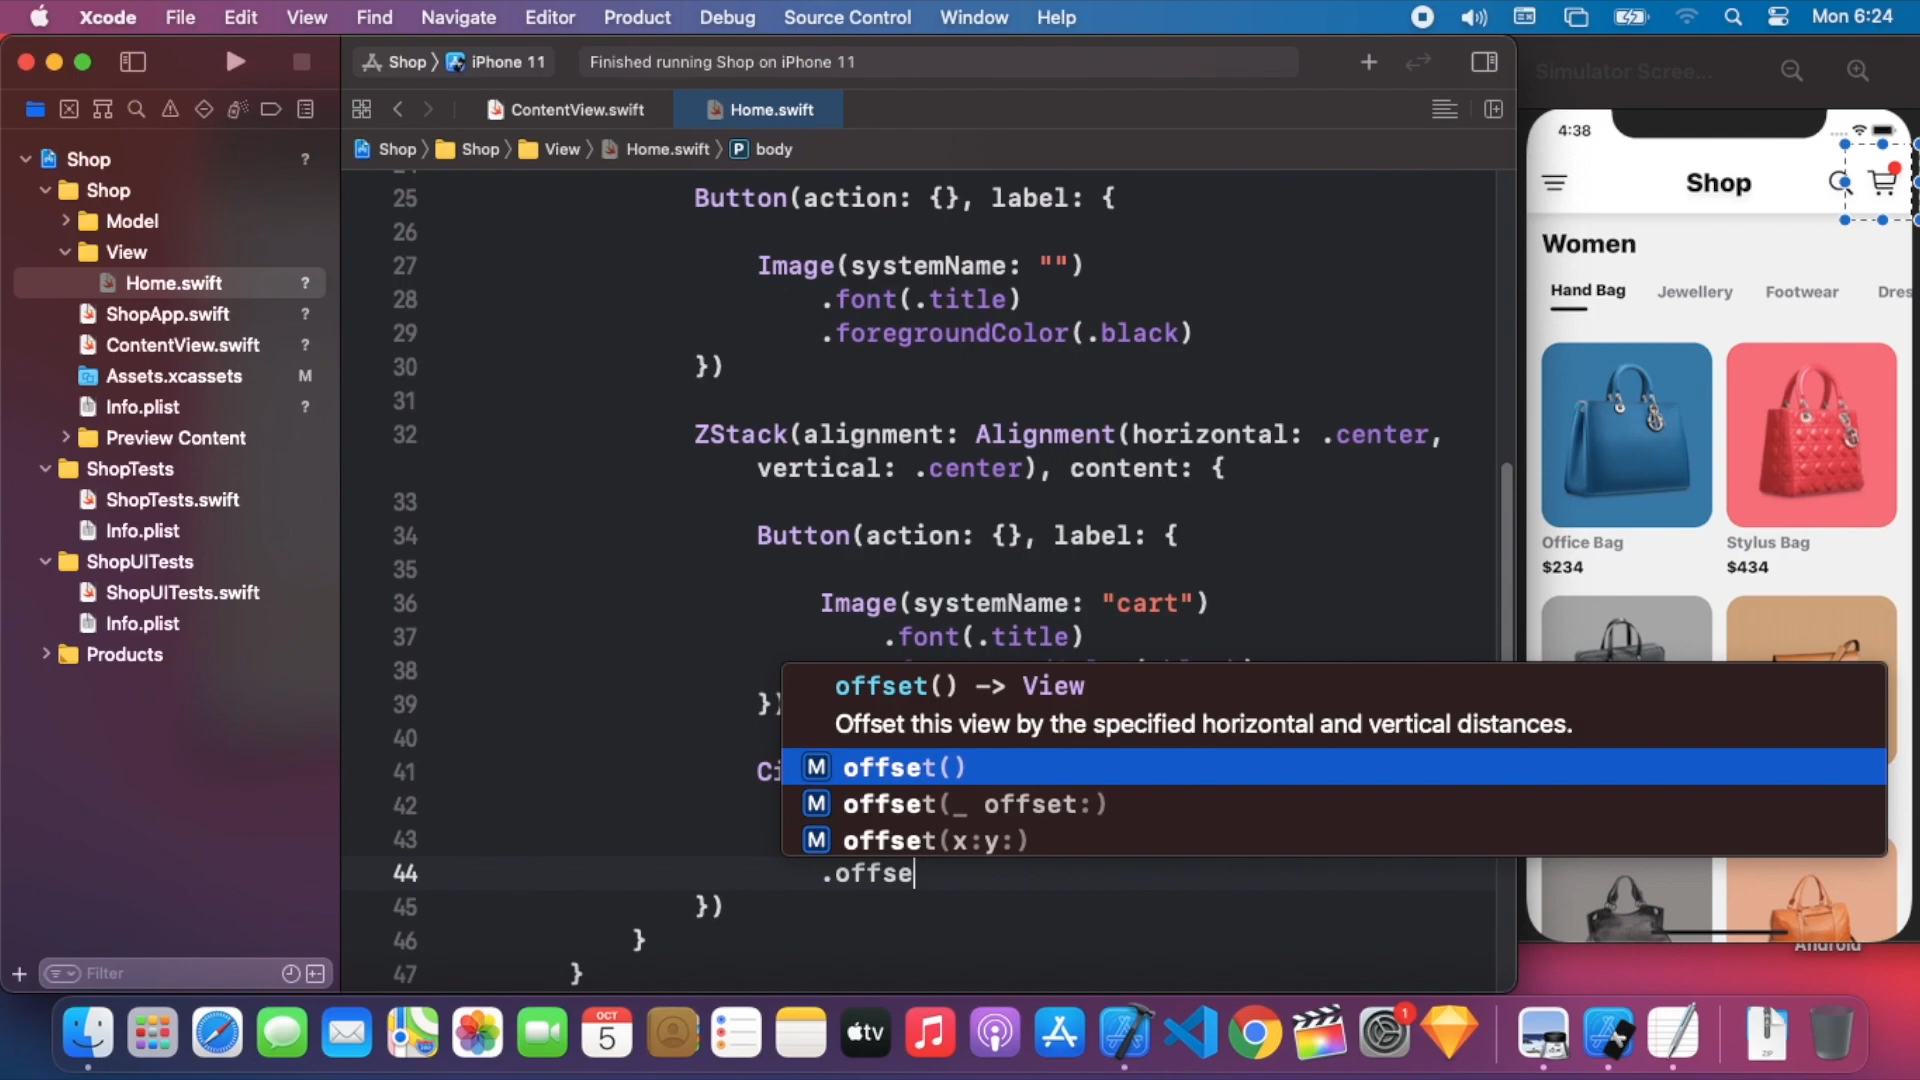 Xcode File Edit View Find Navigate Editor Product Debug Source Control Window Help Mon 6:24
Shop iPhone 11 Finished running Shop on iPhone 11
Simulator Scree...
ContentView.swift Home.swift
Shop Shop View Home.swift P body
Shop ?
Shop
Model
View
Home.swift ?
ShopApp.swift ?
ContentView.swift ?
Assets.xcassets M
Info.plist ?
Preview Content
ShopTests
ShopTests.swift
Info.plist
ShopUITests
ShopUITests.swift
Info.plist
Products
Filter
25 Button(action: {}, label: {
26
27 Image(systemName: "")
28 .font(.title)
29 .foregroundColor(.black)
30 })
31
32 ZStack(alignment: Alignment(horizontal: .center,
vertical: .center), content: {
33
34 Button(action: {}, label: {
35
36 Image(systemName: "cart")
37 .font(.title)
38
39 })
40
41 Ci
42
43
44 .offse
45 })
46 }
47 }
offset() -> View
Offset this view by the specified horizontal and vertical distances.
M offset()
M offset(_ offset:)
M offset(x:y:)
4:38
Shop
Women
Hand Bag Jewellery Footwear Dres
Office Bag Stylus Bag
$234 $434
Android
OCT
5
tv
1
ZIP